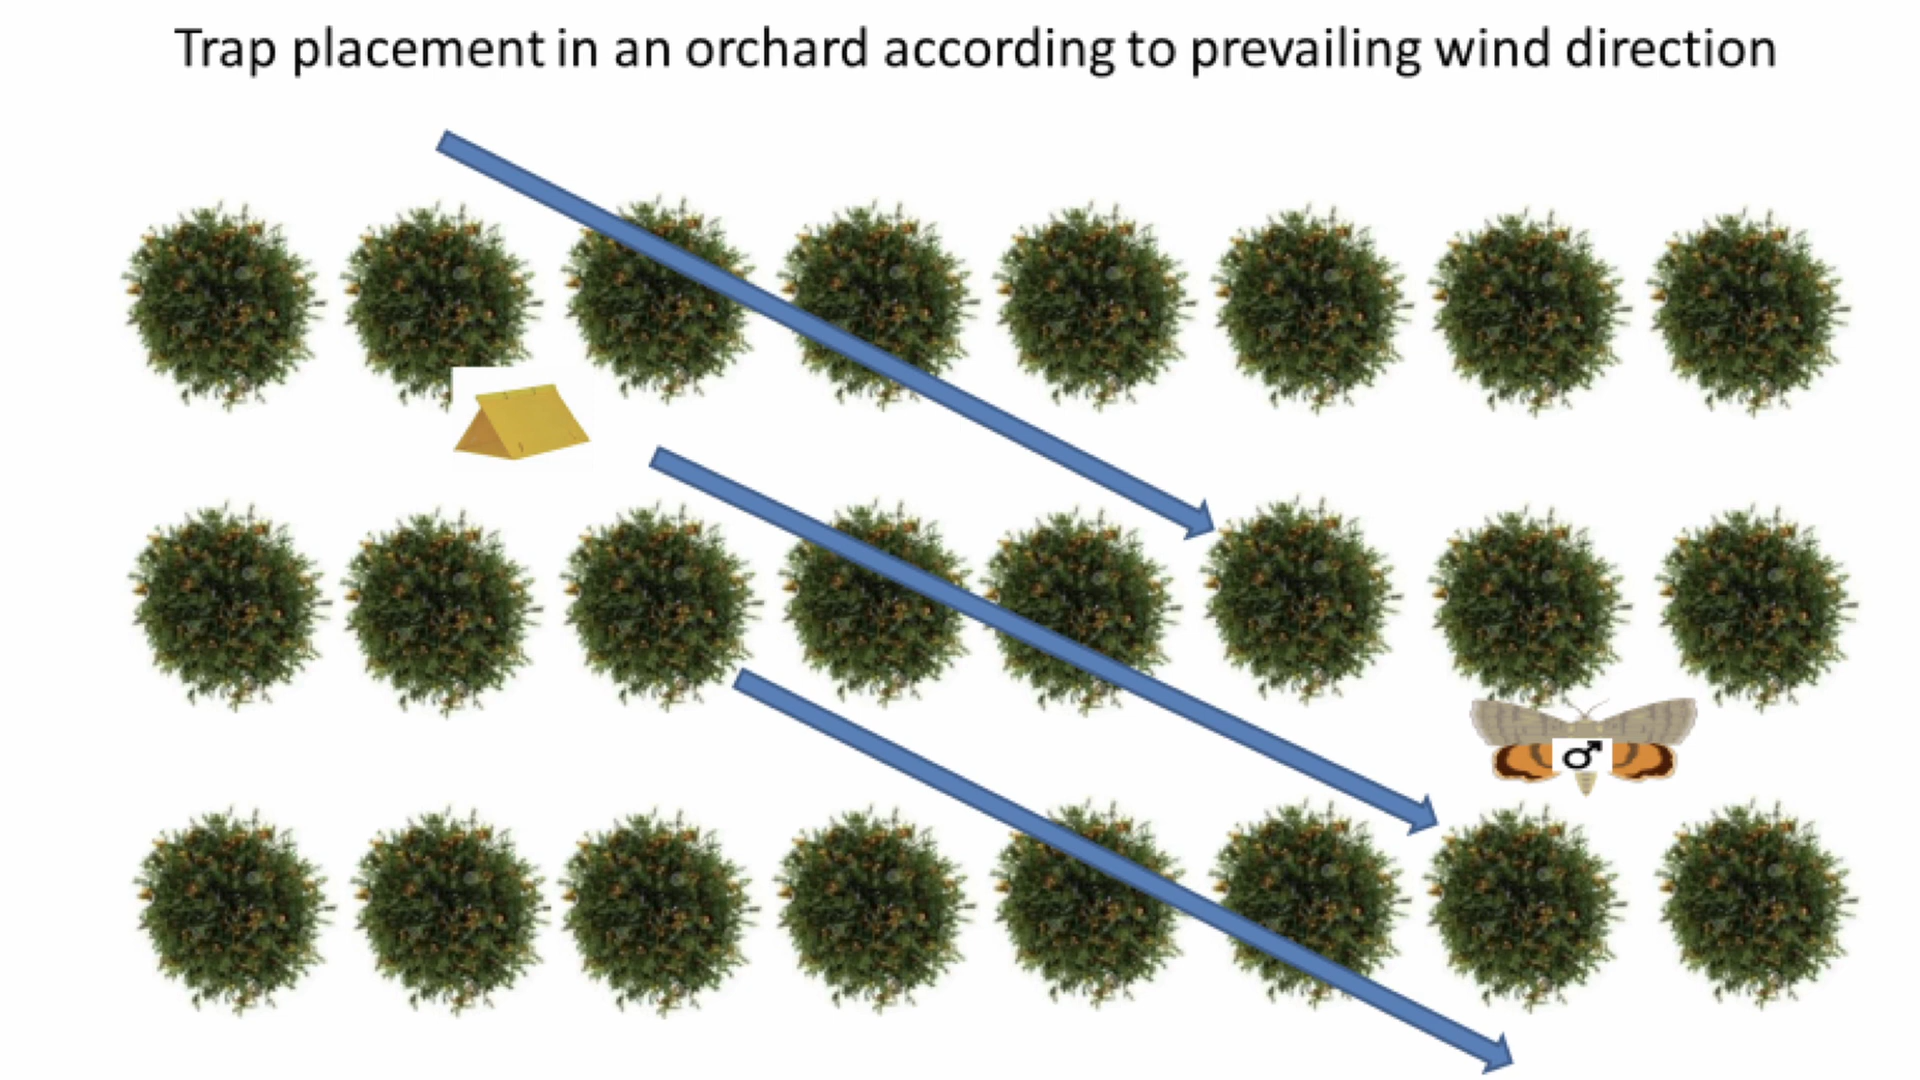 Trap placement in an orchard according to prevailing wind direction
♂